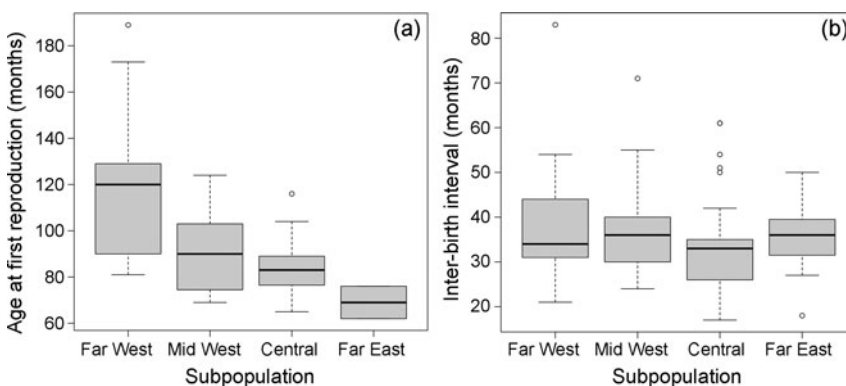 (a)
Age at first reproduction (months)
180
160
140
120
100
80
60
Far West Mid West Central Far East
Subpopulation
(b)
Inter-birth interval (months)
80
70
60
50
40
30
20
Far West Mid West Central Far East
Subpopulation